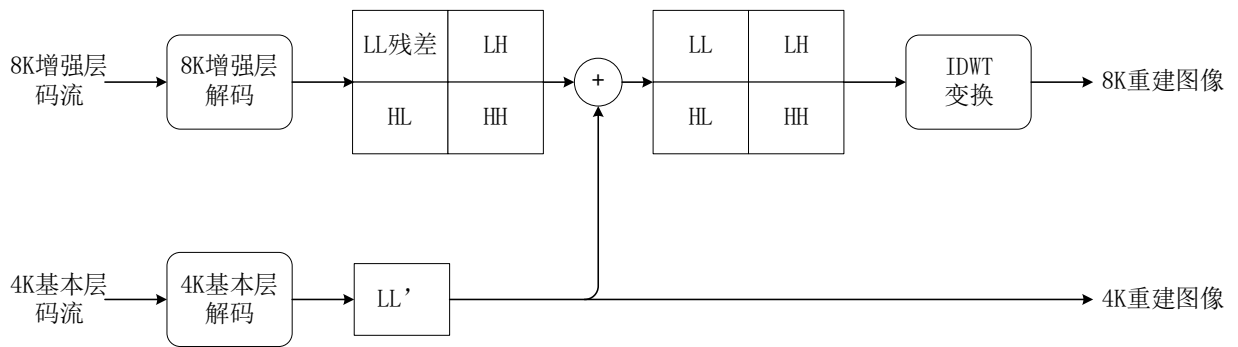 8K增强层
码流
8K增强层
解码
LL残差
LH
HL
HH
+
LL
LH
HL
HH
IDWT
变换
8K重建图像
4K基本层
码流
4K基本层
解码
LL’
4K重建图像